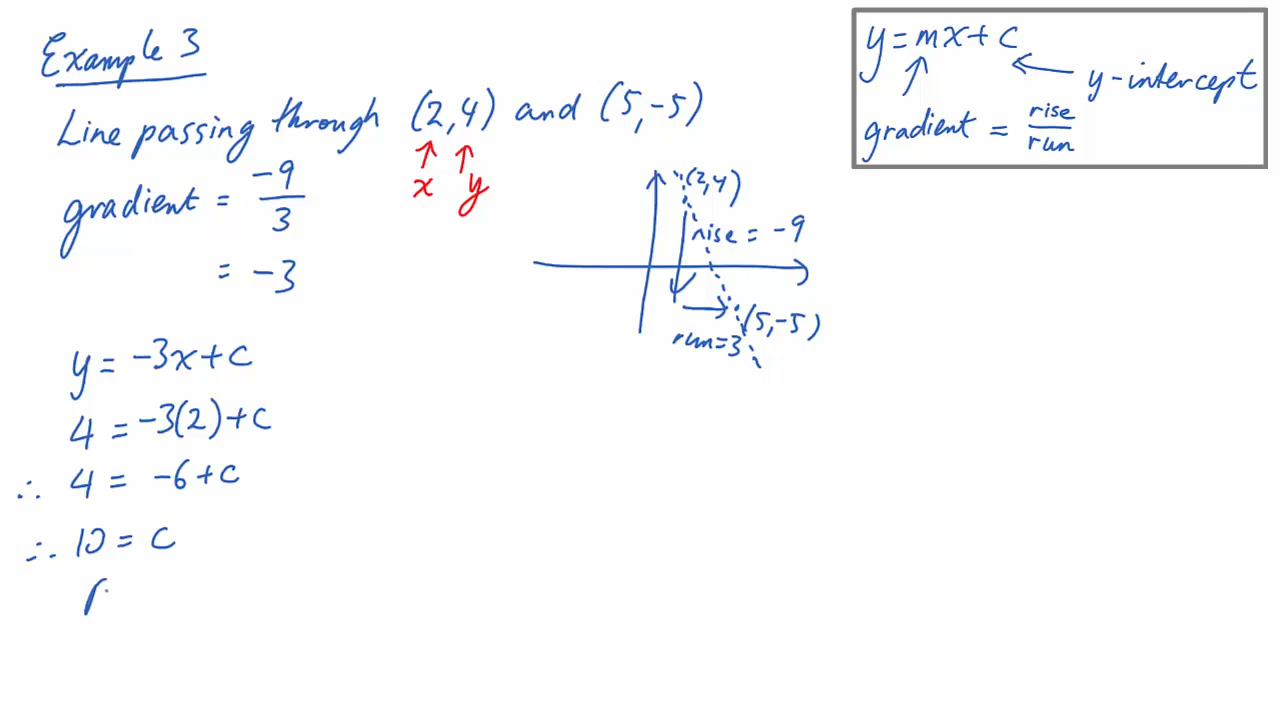 Example 3
Line passing through (2,4) and (5,-5)
x y
gradient = -9/3
= -3
y = -3x + c
4 = -3(2) + c
∴ 4 = -6 + c
∴ 10 = c
(2,4)
rise = -9
(5,-5)
run=3
y = mx + c
y-intercept
gradient = rise/run